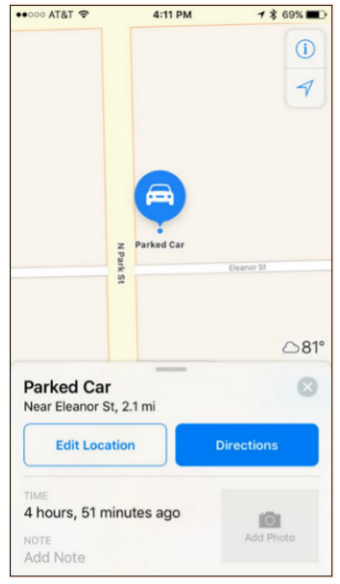 AT&T 4:11 PM 69%
Parked Car
N Park St
Eleanor St
81°
Parked Car
Near Eleanor St, 2.1 mi
Edit Location Directions
TIME
4 hours, 51 minutes ago
NOTE
Add Note
Add Photo